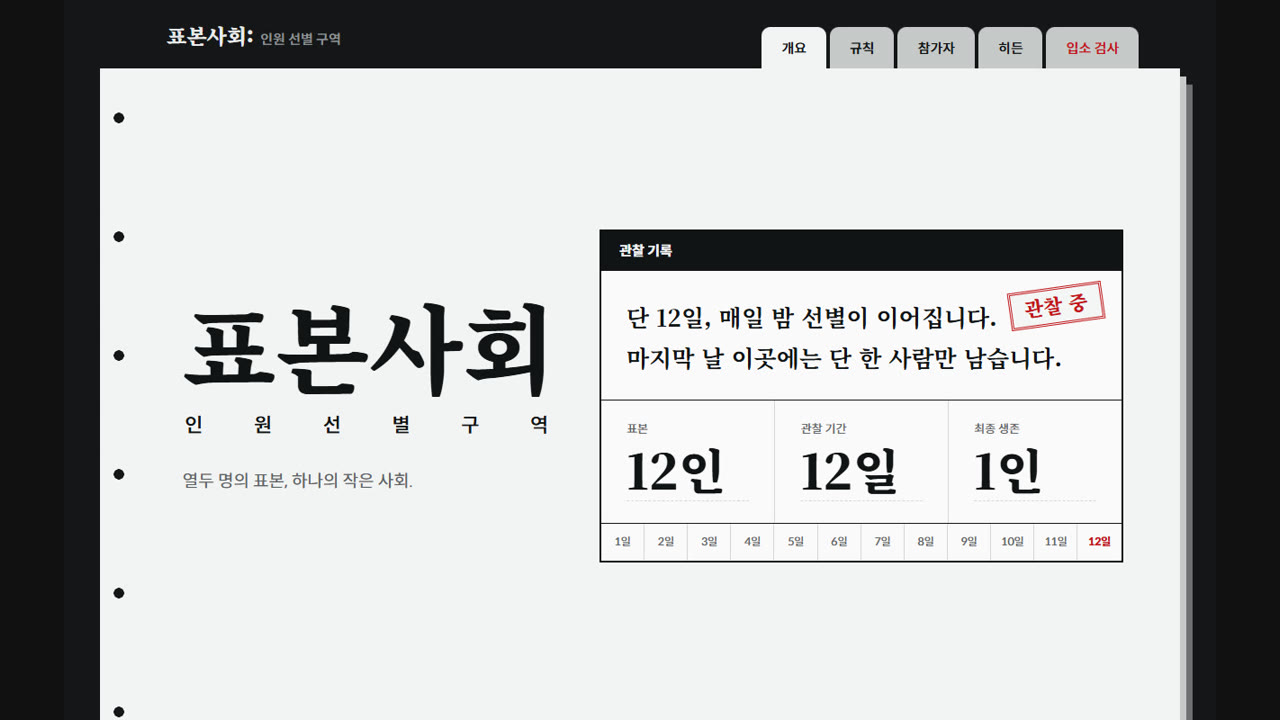 표본사회: 인원 선별 구역
개요 규칙 참가자 히든 입소 검사
표본사회
인원선별구역
열두 명의 표본, 하나의 작은 사회.
관찰 기록
관찰 중
단 12일, 매일 밤 선별이 이어집니다.
마지막 날 이곳에는 단 한 사람만 남습니다.
표본 관찰 기간 최종 생존
12인 12일 1인
1일 2일 3일 4일 5일 6일 7일 8일 9일 10일 11일 12일